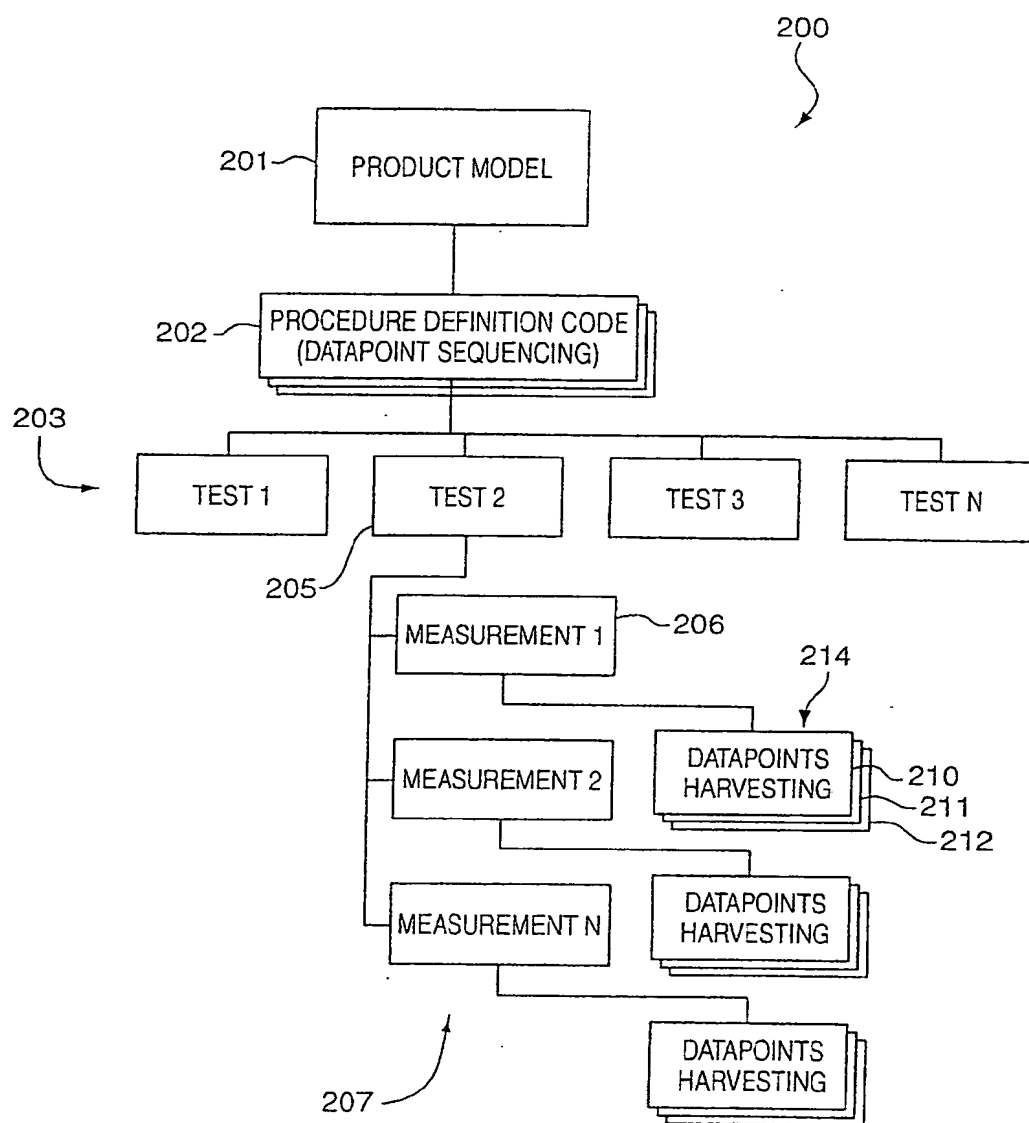 200
201
PRODUCT MODEL
202
PROCEDURE DEFINITION CODE
(DATAPOINT SEQUENCING)
203
TEST 1
TEST 2
TEST 3
TEST N
205
MEASUREMENT 1
206
214
DATAPOINTS
HARVESTING
210
211
212
MEASUREMENT 2
DATAPOINTS
HARVESTING
MEASUREMENT N
DATAPOINTS
HARVESTING
207